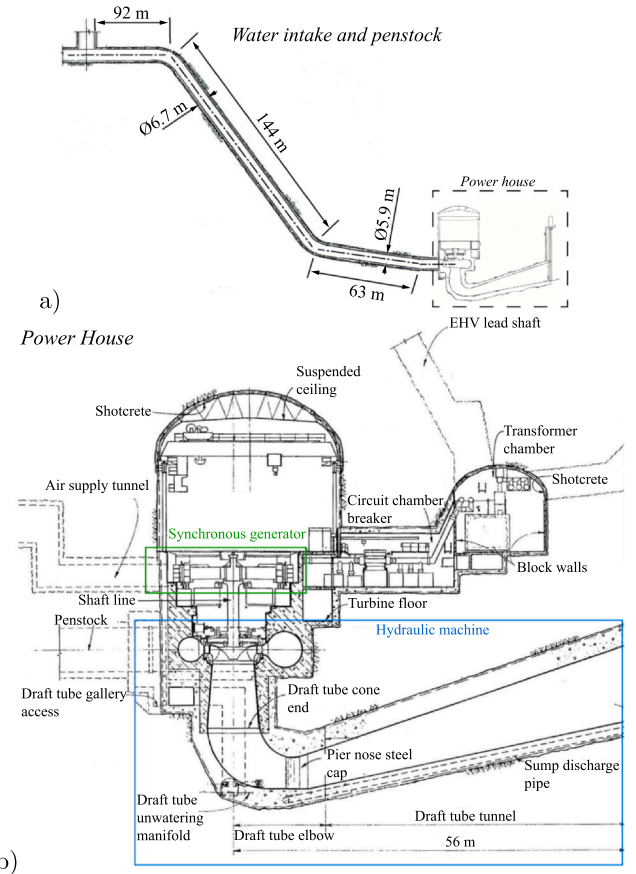 92 m
Water intake and penstock
Ø6.7 m
144 m
Ø5.9 m
Power house
63 m
a)
EHV lead shaft
Power House
Suspended
ceiling
Shotcrete
Transformer
chamber
Shotcrete
Air supply tunnel
Circuit chamber
breaker
Synchronous generator
Block walls
Shaft line
Turbine floor
Penstock
Hydraulic machine
Draft tube gallery
access
Draft tube cone
end
Pier nose steel
cap
Sump discharge
pipe
Draft tube
unwatering
manifold
Draft tube tunnel
Draft tube elbow
56 m
b)